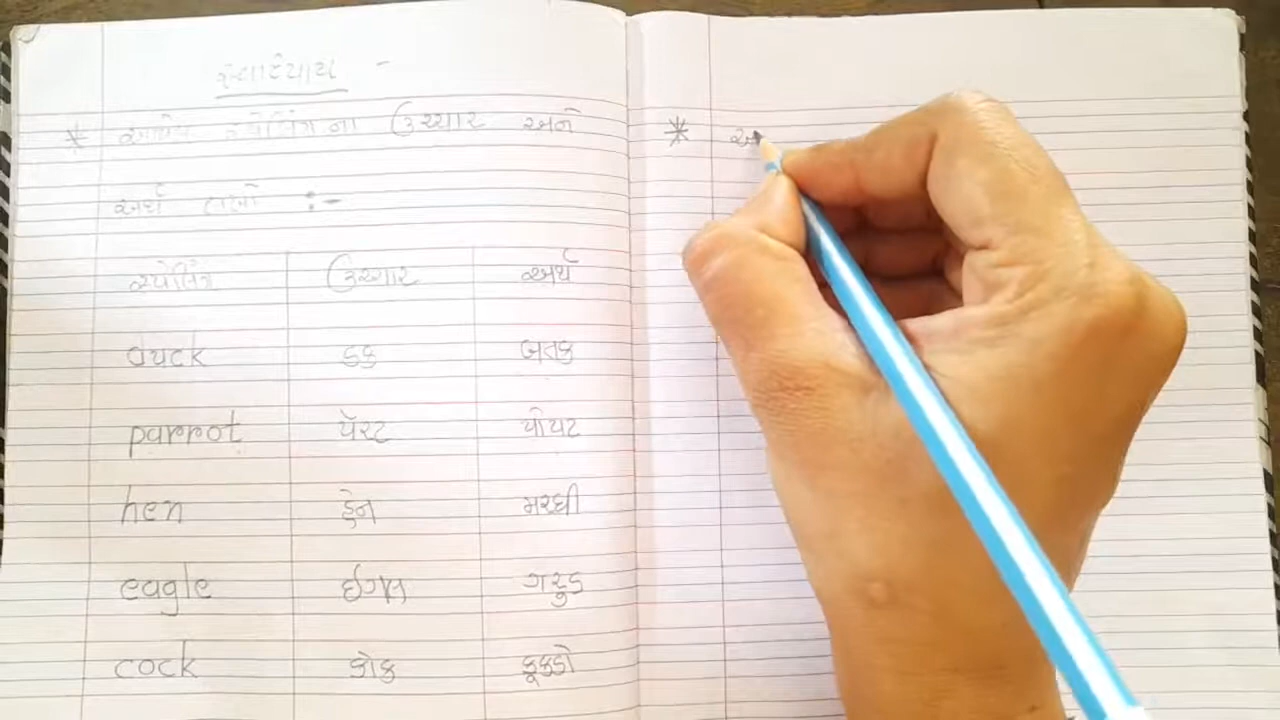 સ્વાધ્યાય -
* આપેલ સ્પેલિંગના ઉચ્ચાર અને
અર્થ લખો :-
સ્પેલિંગ ઉચ્ચાર અર્થ
duck ડક બતક
parrot પૅરટ પોપટ
hen હેન મરઘી
eagle ઈગલ ગરુડ
cock કોક કૂકડો
* આ